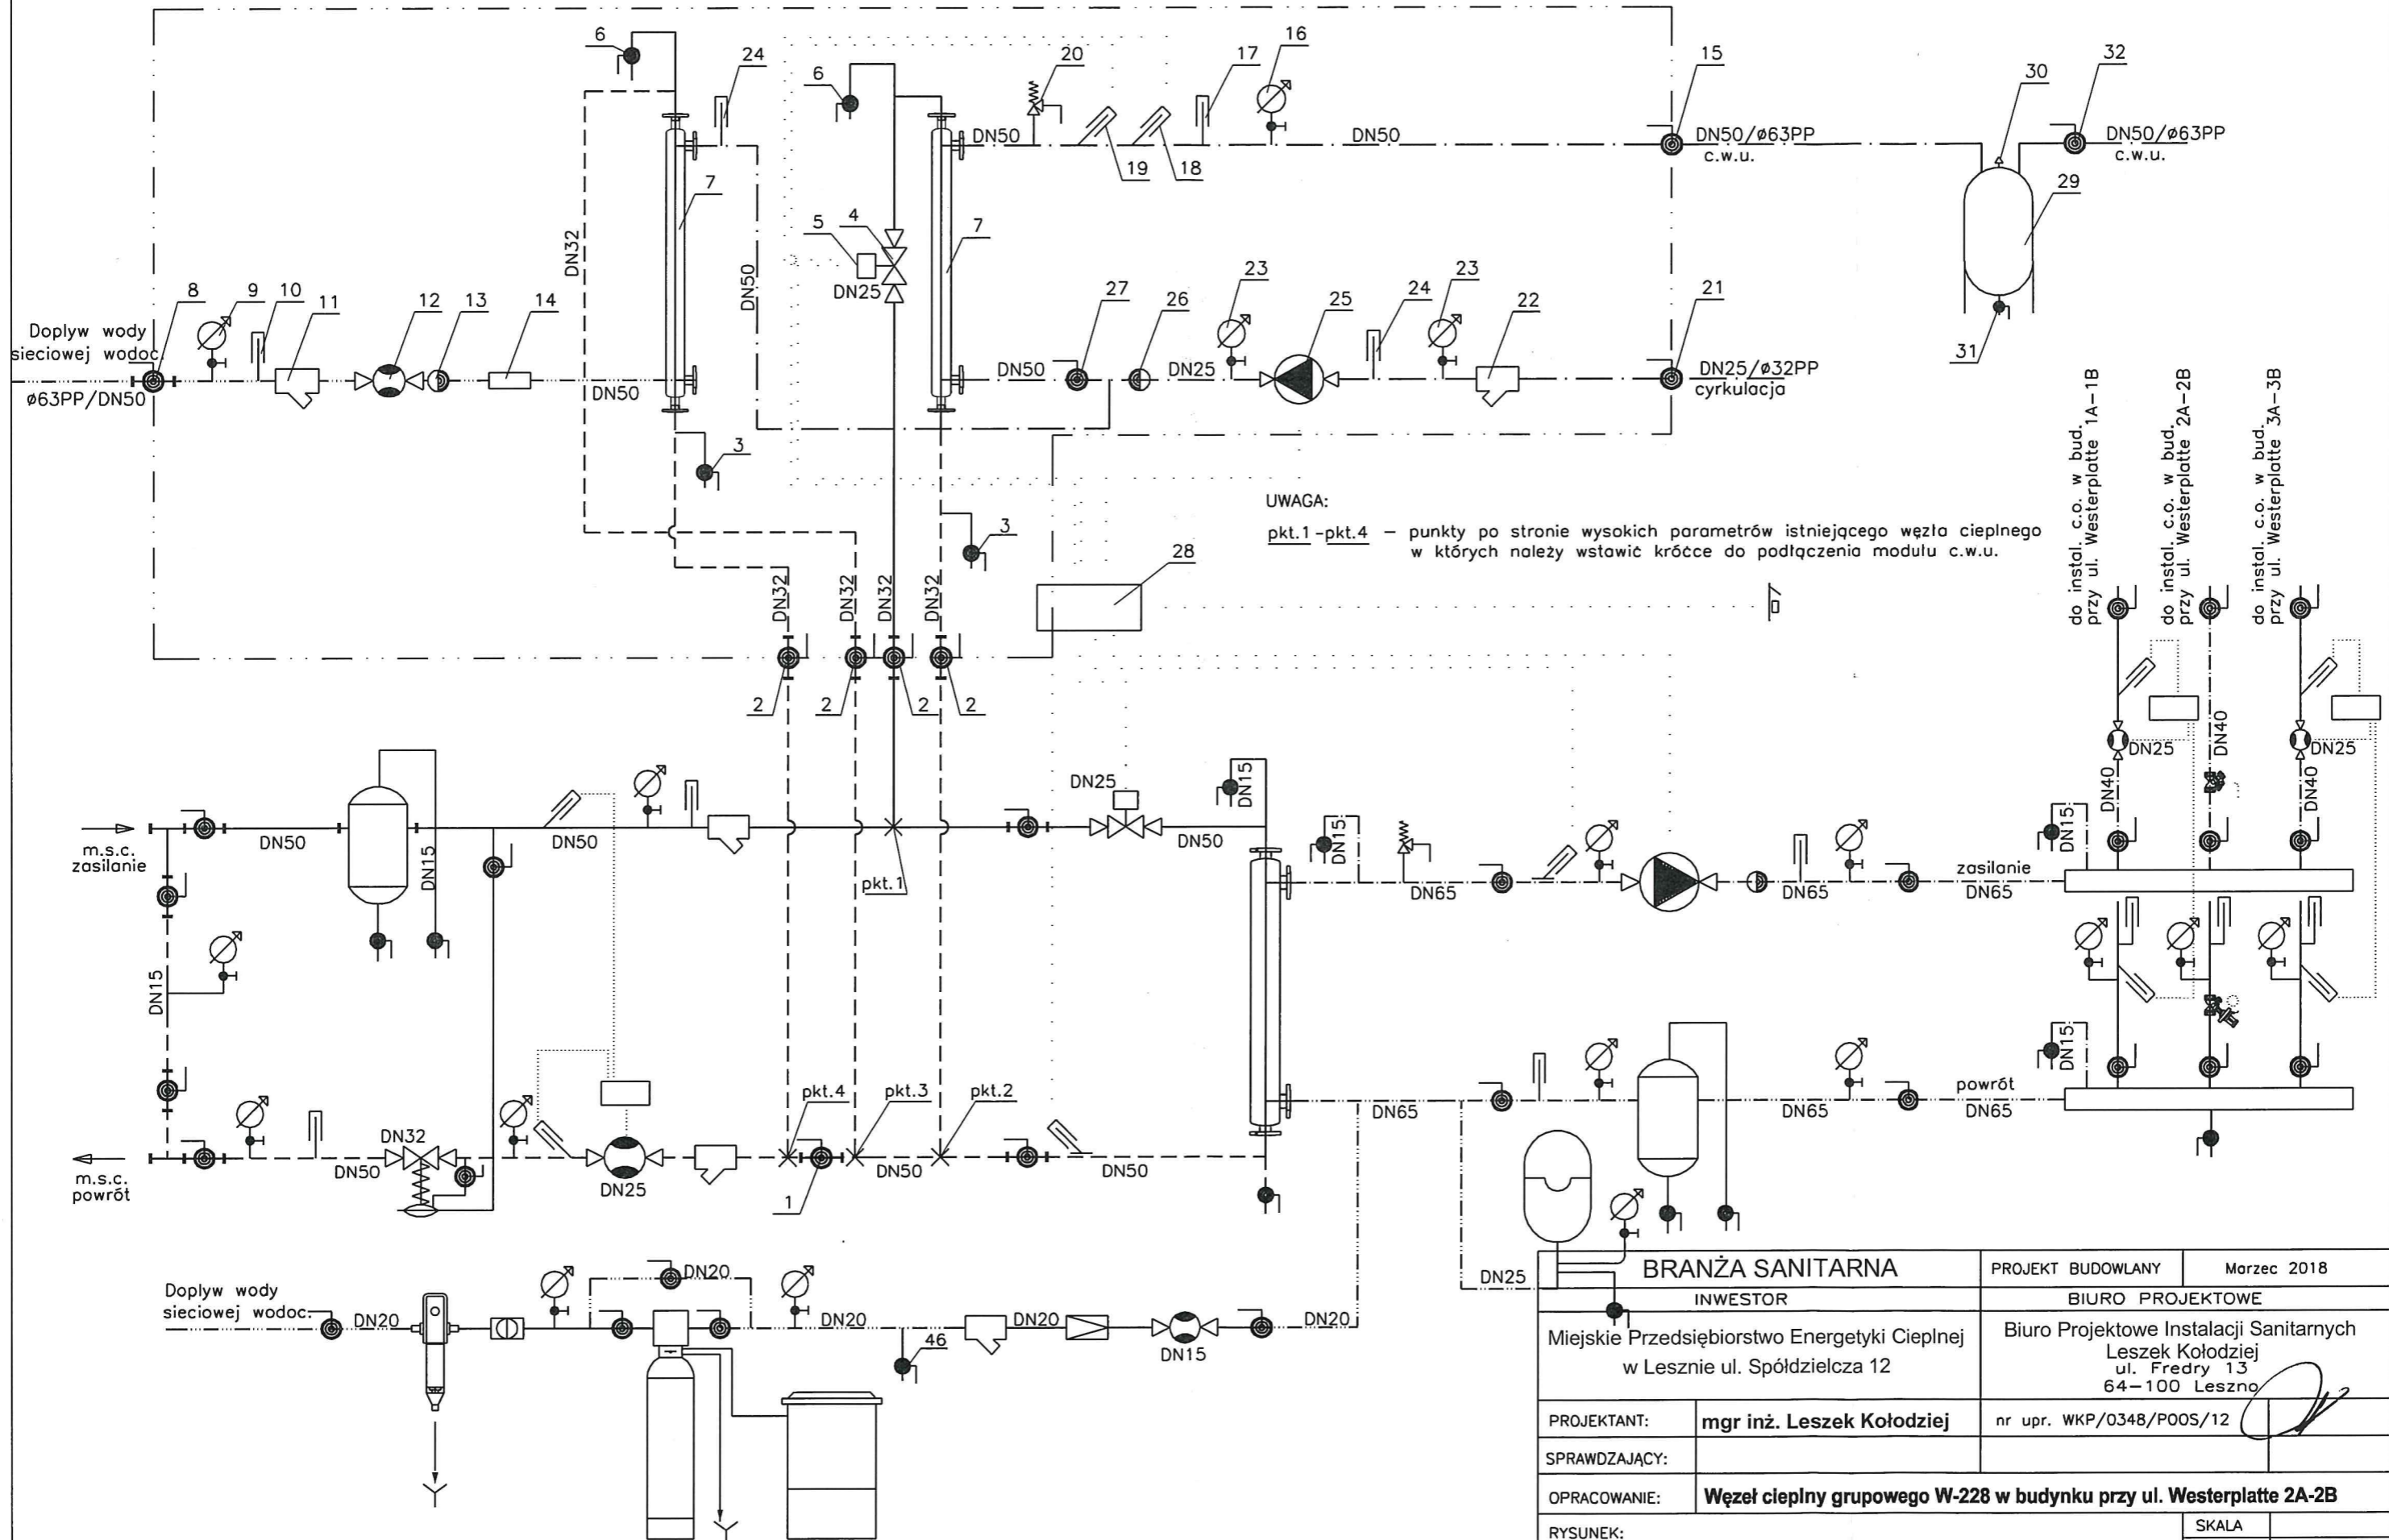 6
24
6
20
17
16
15
30
32
DN50
DN50
DN50/ø63PP
c.w.u.
DN50/ø63PP
c.w.u.
19
18
7
5
4
7
29
DN32
DN50
DN25
8
9
10
11
12
13
14
27
26
23
25
24
23
22
21
31
Dopływ wody
sieciowej wodoc.
ø63PP/DN50
DN50
DN50
DN25
DN25/ø32PP
cyrkulacja
3
3
do instal. c.o. w bud.
przy ul. Westerplatte 1A-1B
do instal. c.o. w bud.
przy ul. Westerplatte 2A-2B
do instal. c.o. w bud.
przy ul. Westerplatte 3A-3B
UWAGA:
pkt.1 -pkt.4 – punkty po stronie wysokich parametrów istniejącego węzła cieplnego
w których należy wstawić króćce do podłączenia modułu c.w.u.
28
DN32
DN32
DN32
DN32
2
2
2
2
DN25
DN40
DN25
DN40
DN40
m.s.c.
zasilanie
DN50
DN15
DN50
pkt.1
DN25
DN50
DN15
DN15
DN65
DN65
zasilanie
DN65
DN15
DN15
pkt.4
pkt.3
pkt.2
m.s.c.
powrót
DN50
DN32
DN25
1
DN50
DN50
DN65
DN65
powrót
DN65
DN15
DN25
Dopływ wody
sieciowej wodoc.
DN20
DN20
DN20
46
DN20
DN15
DN20
BRANŻA SANITARNA
PROJEKT BUDOWLANY
Marzec 2018
INWESTOR
BIURO PROJEKTOWE
Miejskie Przedsiębiorstwo Energetyki Cieplnej
w Lesznie ul. Spółdzielcza 12
Biuro Projektowe Instalacji Sanitarnych
Leszek Kołodziej
ul. Fredry 13
64-100 Leszno
PROJEKTANT:
mgr inż. Leszek Kołodziej
nr upr. WKP/0348/POOS/12
SPRAWDZAJĄCY:
OPRACOWANIE:
Węzeł cieplny grupowego W-228 w budynku przy ul. Westerplatte 2A-2B
RYSUNEK:
SKALA